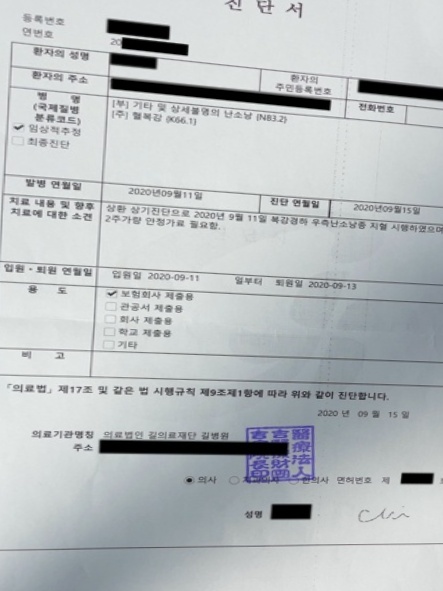 진단서
등록번호
연번호 20
환자의 성명
환자의 주소
환자의 주민등록번호
전화번호
병 명
(국제질병
분류코드)
[부] 기타 및 상세불명의 난소낭 (N83.2)
[주] 혈복강 (K66.1)
임상적추정
최종진단
발병 연월일 2020년09월11일 진단 연월일 2020년09월15일
치료 내용 및 향후
치료에 대한 소견
상환 상기진단으로 2020년 9월 11일 복강경하 우측난소낭종 지혈 시행하였으며
2주가량 안정가료 필요함.
입원·퇴원 연월일 입원일 2020-09-11 일부터 퇴원일 2020-09-13
용 도
보험회사 제출용
관공서 제출용
회사 제출용
학교 제출용
기타
비 고
「의료법」 제17조 및 같은 법 시행규칙 제9조제1항에 따라 위와 같이 진단합니다.
2020 년 09 월 15 일
의료기관명칭 의료법인 길의료재단 길병원
주소
의사 한의사 면허번호 제
성명